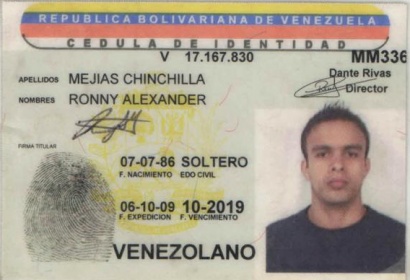 REPUBLICA BOLIVARIANA DE VENEZUELA
CEDULA DE IDENTIDAD
V 17.167.830 MM336
Dante Rivas
Director
APELLIDOS MEJIAS CHINCHILLA
NOMBRES RONNY ALEXANDER
FIRMA TITULAR
07-07-86 SOLTERO
F. NACIMIENTO EDO CIVIL
06-10-09 10-2019
F. EXPEDICION F. VENCIMIENTO
VENEZOLANO